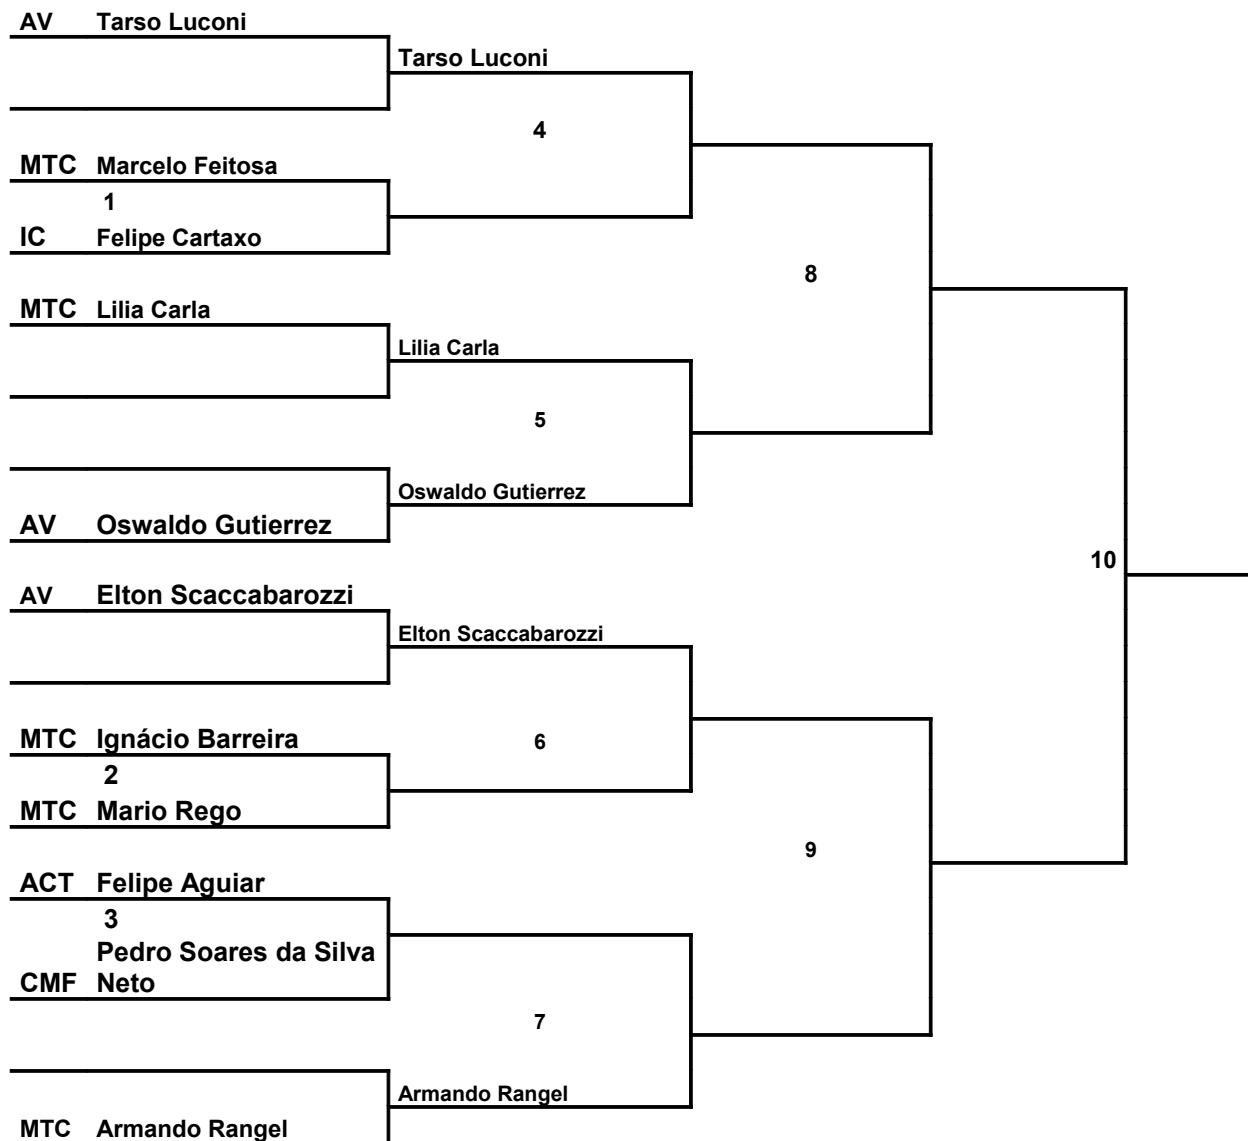 AV Tarso Luconi
Tarso Luconi
4
MTC Marcelo Feitosa
1
IC Felipe Cartaxo
8
MTC Lilia Carla
Lilia Carla
5
Oswaldo Gutierrez
AV Oswaldo Gutierrez
10
AV Elton Scaccabarozzi
Elton Scaccabarozzi
MTC Ignácio Barreira
6
2
MTC Mario Rego
9
ACT Felipe Aguiar
3
Pedro Soares da Silva
CMF Neto
7
Armando Rangel
MTC Armando Rangel